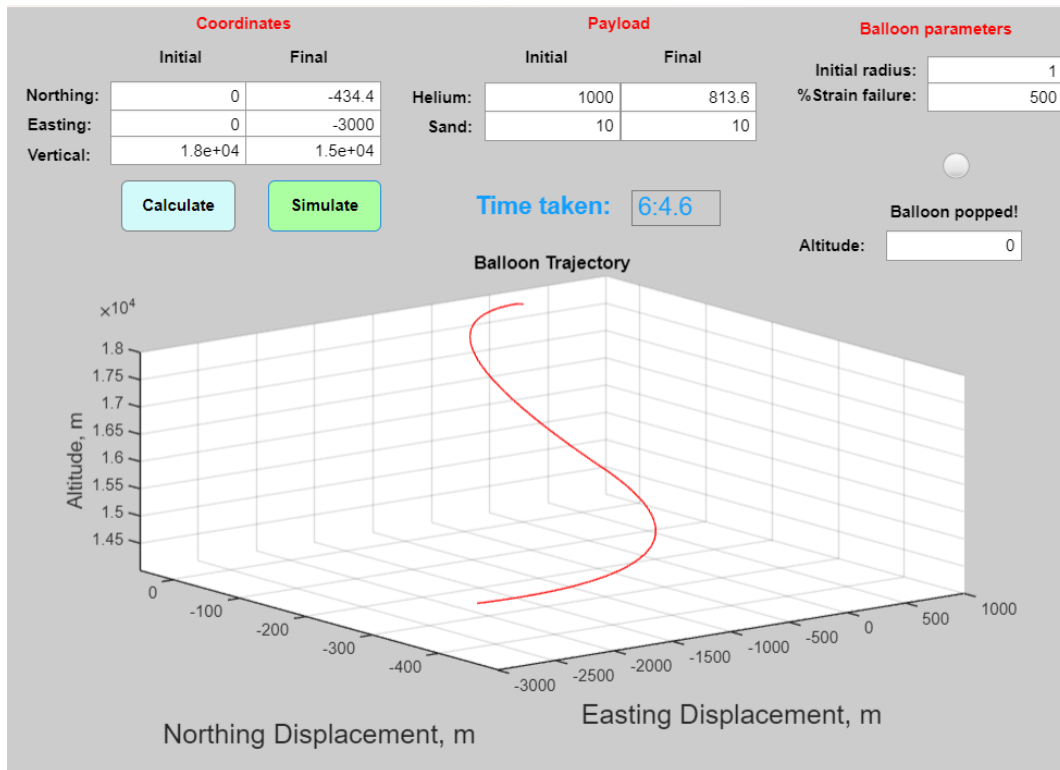 Coordinates
Initial Final
Northing: 0 -434.4
Easting: 0 -3000
Vertical: 1.8e+04 1.5e+04
Calculate Simulate
Payload
Initial Final
Helium: 1000 813.6
Sand: 10 10
Time taken: 6:4.6
Balloon parameters
Initial radius: 1
%Strain failure: 500
Balloon popped!
Altitude: 0
Balloon Trajectory
×10⁴
1.8
1.75
1.7
1.65
1.6
1.55
1.5
1.45
Altitude, m
0
-100
-200
-300
-400
Northing Displacement, m
-3000
-2500
-2000
-1500
-1000
-500
0
500
1000
Easting Displacement, m